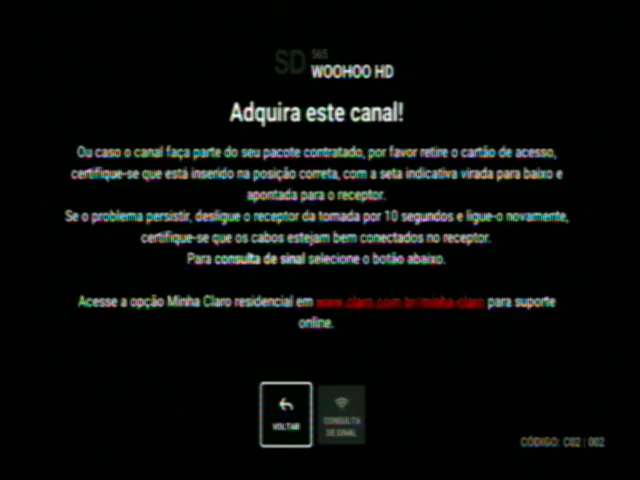 SD 565
WOOHOO HD
Adquira este canal!
Ou caso o canal faça parte do seu pacote contratado, por favor retire o cartão de acesso,
certifique-se que está inserido na posição correta, com a seta indicativa virada para baixo e
apontada para o receptor.
Se o problema persistir, desligue o receptor da tomada por 10 segundos e ligue-o novamente,
certifique-se que os cabos estejam bem conectados no receptor.
Para consulta de sinal selecione o botão abaixo.
Acesse a opção Minha Claro residencial em www.claro.com.br/minha-claro para suporte
online.
VOLTAR
CONSULTA
DE SINAL
CÓDIGO: C02 | 002